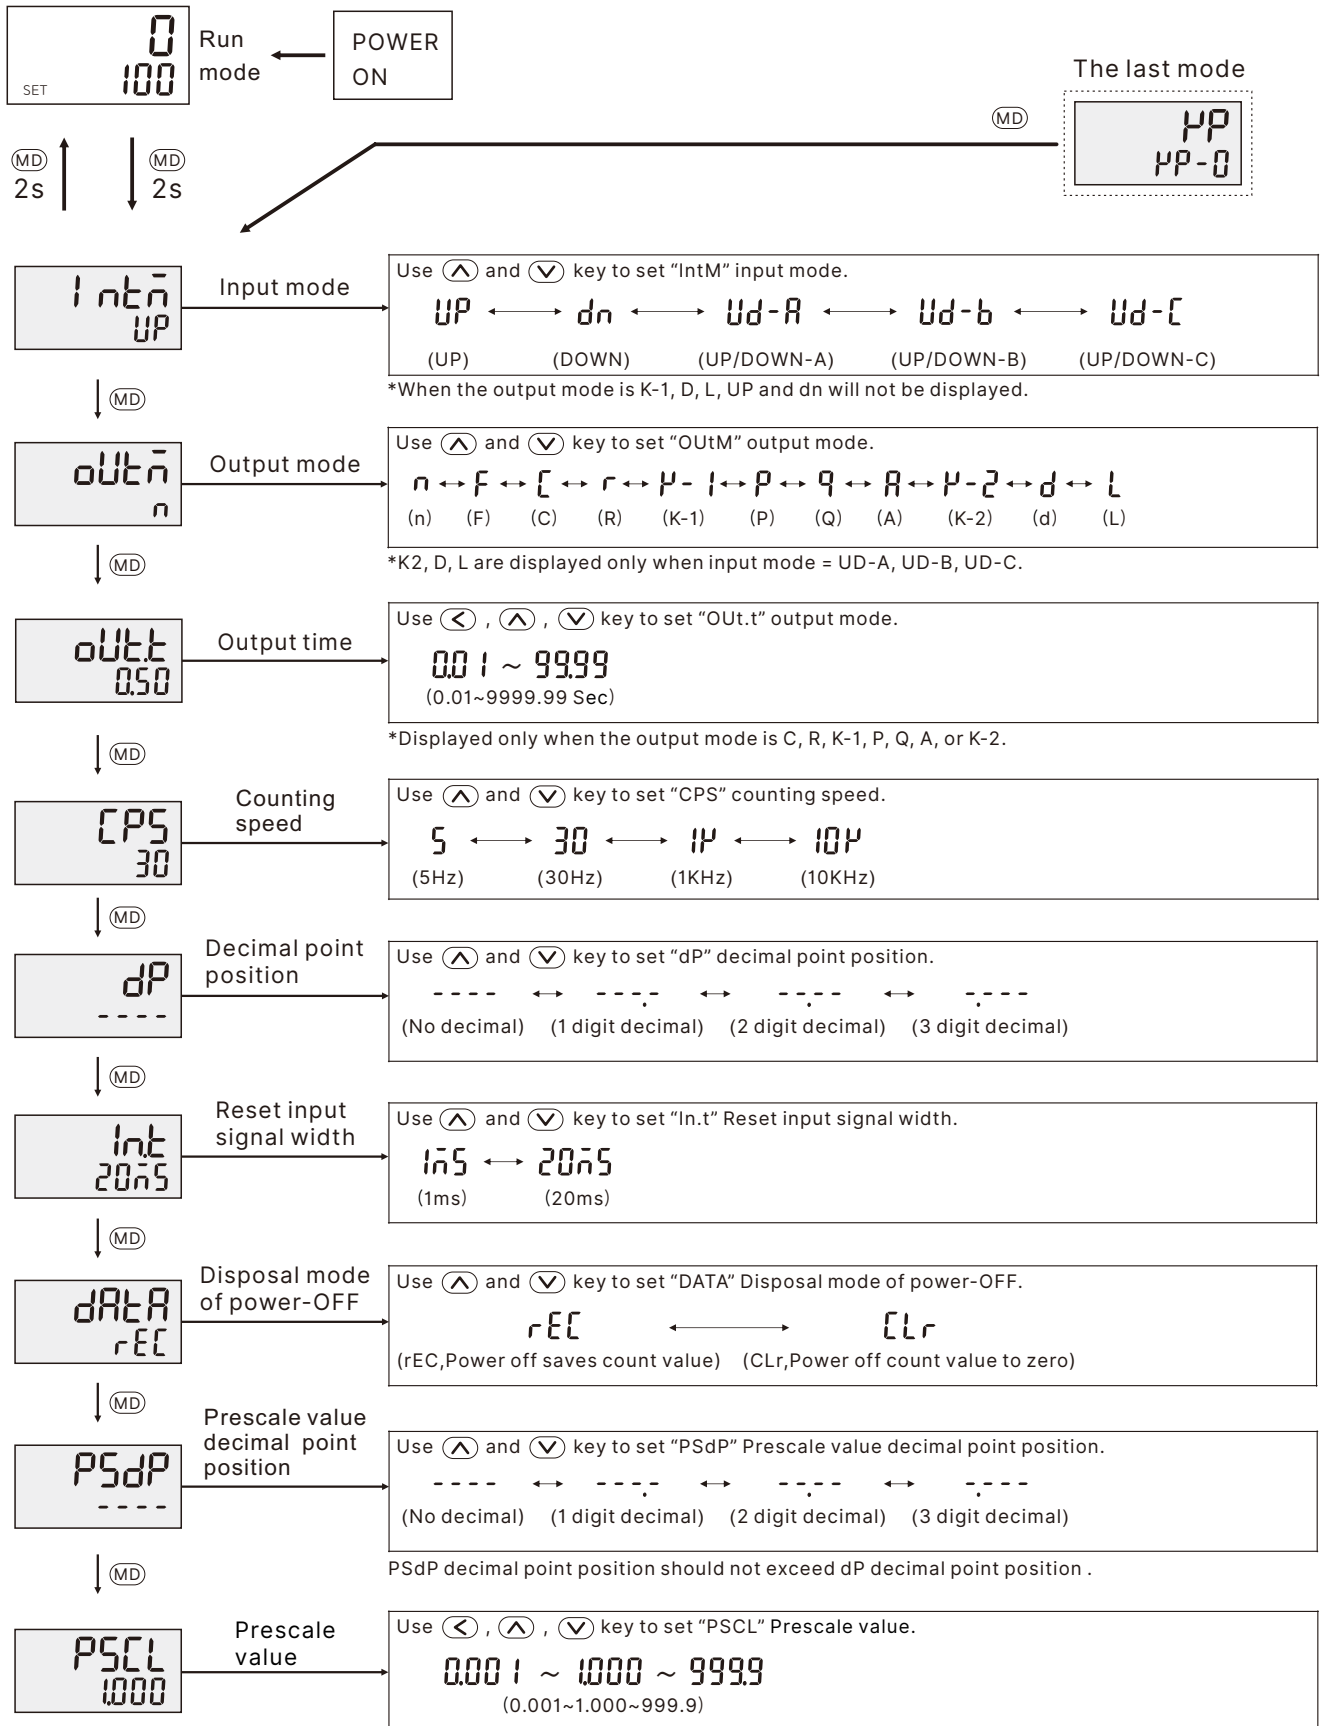 0
100
SET
Run
mode
POWER
ON
The last mode
MD
μP
μP-0
MD
2s
MD
2s
Intm̄
UP
Input mode
Use and key to set “IntM” input mode.
UP dn Ud-A Ud-b Ud-C
(UP) (DOWN) (UP/DOWN-A) (UP/DOWN-B) (UP/DOWN-C)
*When the output mode is K-1, D, L, UP and dn will not be displayed.
MD
oUtm̄
n
Output mode
Use and key to set “OUtM” output mode.
n F C r K-1 P q A K-2 d L
(n) (F) (C) (R) (K-1) (P) (Q) (A) (K-2) (d) (L)
*K2, D, L are displayed only when input mode = UD-A, UD-B, UD-C.
MD
oUt.t
0.50
Output time
Use , , key to set “OUt.t” output mode.
0.01 ~ 99.99
(0.01~9999.99 Sec)
*Displayed only when the output mode is C, R, K-1, P, Q, A, or K-2.
MD
CPS
30
Counting
speed
Use and key to set “CPS” counting speed.
5 30 1K 10K
(5Hz) (30Hz) (1KHz) (10KHz)
MD
dP
----
Decimal point
position
Use and key to set “dP” decimal point position.
---- ---.- --.-- -.---
(No decimal) (1 digit decimal) (2 digit decimal) (3 digit decimal)
MD
In.t
20mS
Reset input
signal width
Use and key to set “In.t” Reset input signal width.
1mS 20mS
(1ms) (20ms)
MD
dAtA
rEC
Disposal mode
of power-OFF
Use and key to set “DATA” Disposal mode of power-OFF.
rEC CLr
(rEC,Power off saves count value) (CLr,Power off count value to zero)
MD
PSdP
----
Prescale value
decimal point
position
Use and key to set “PSdP” Prescale value decimal point position.
---- ---.- --.-- -.---
(No decimal) (1 digit decimal) (2 digit decimal) (3 digit decimal)
PSdP decimal point position should not exceed dP decimal point position .
MD
PSCL
1.000
Prescale
value
Use , , key to set “PSCL” Prescale value.
0.001 ~ 1.000 ~ 999.9
(0.001~1.000~999.9)